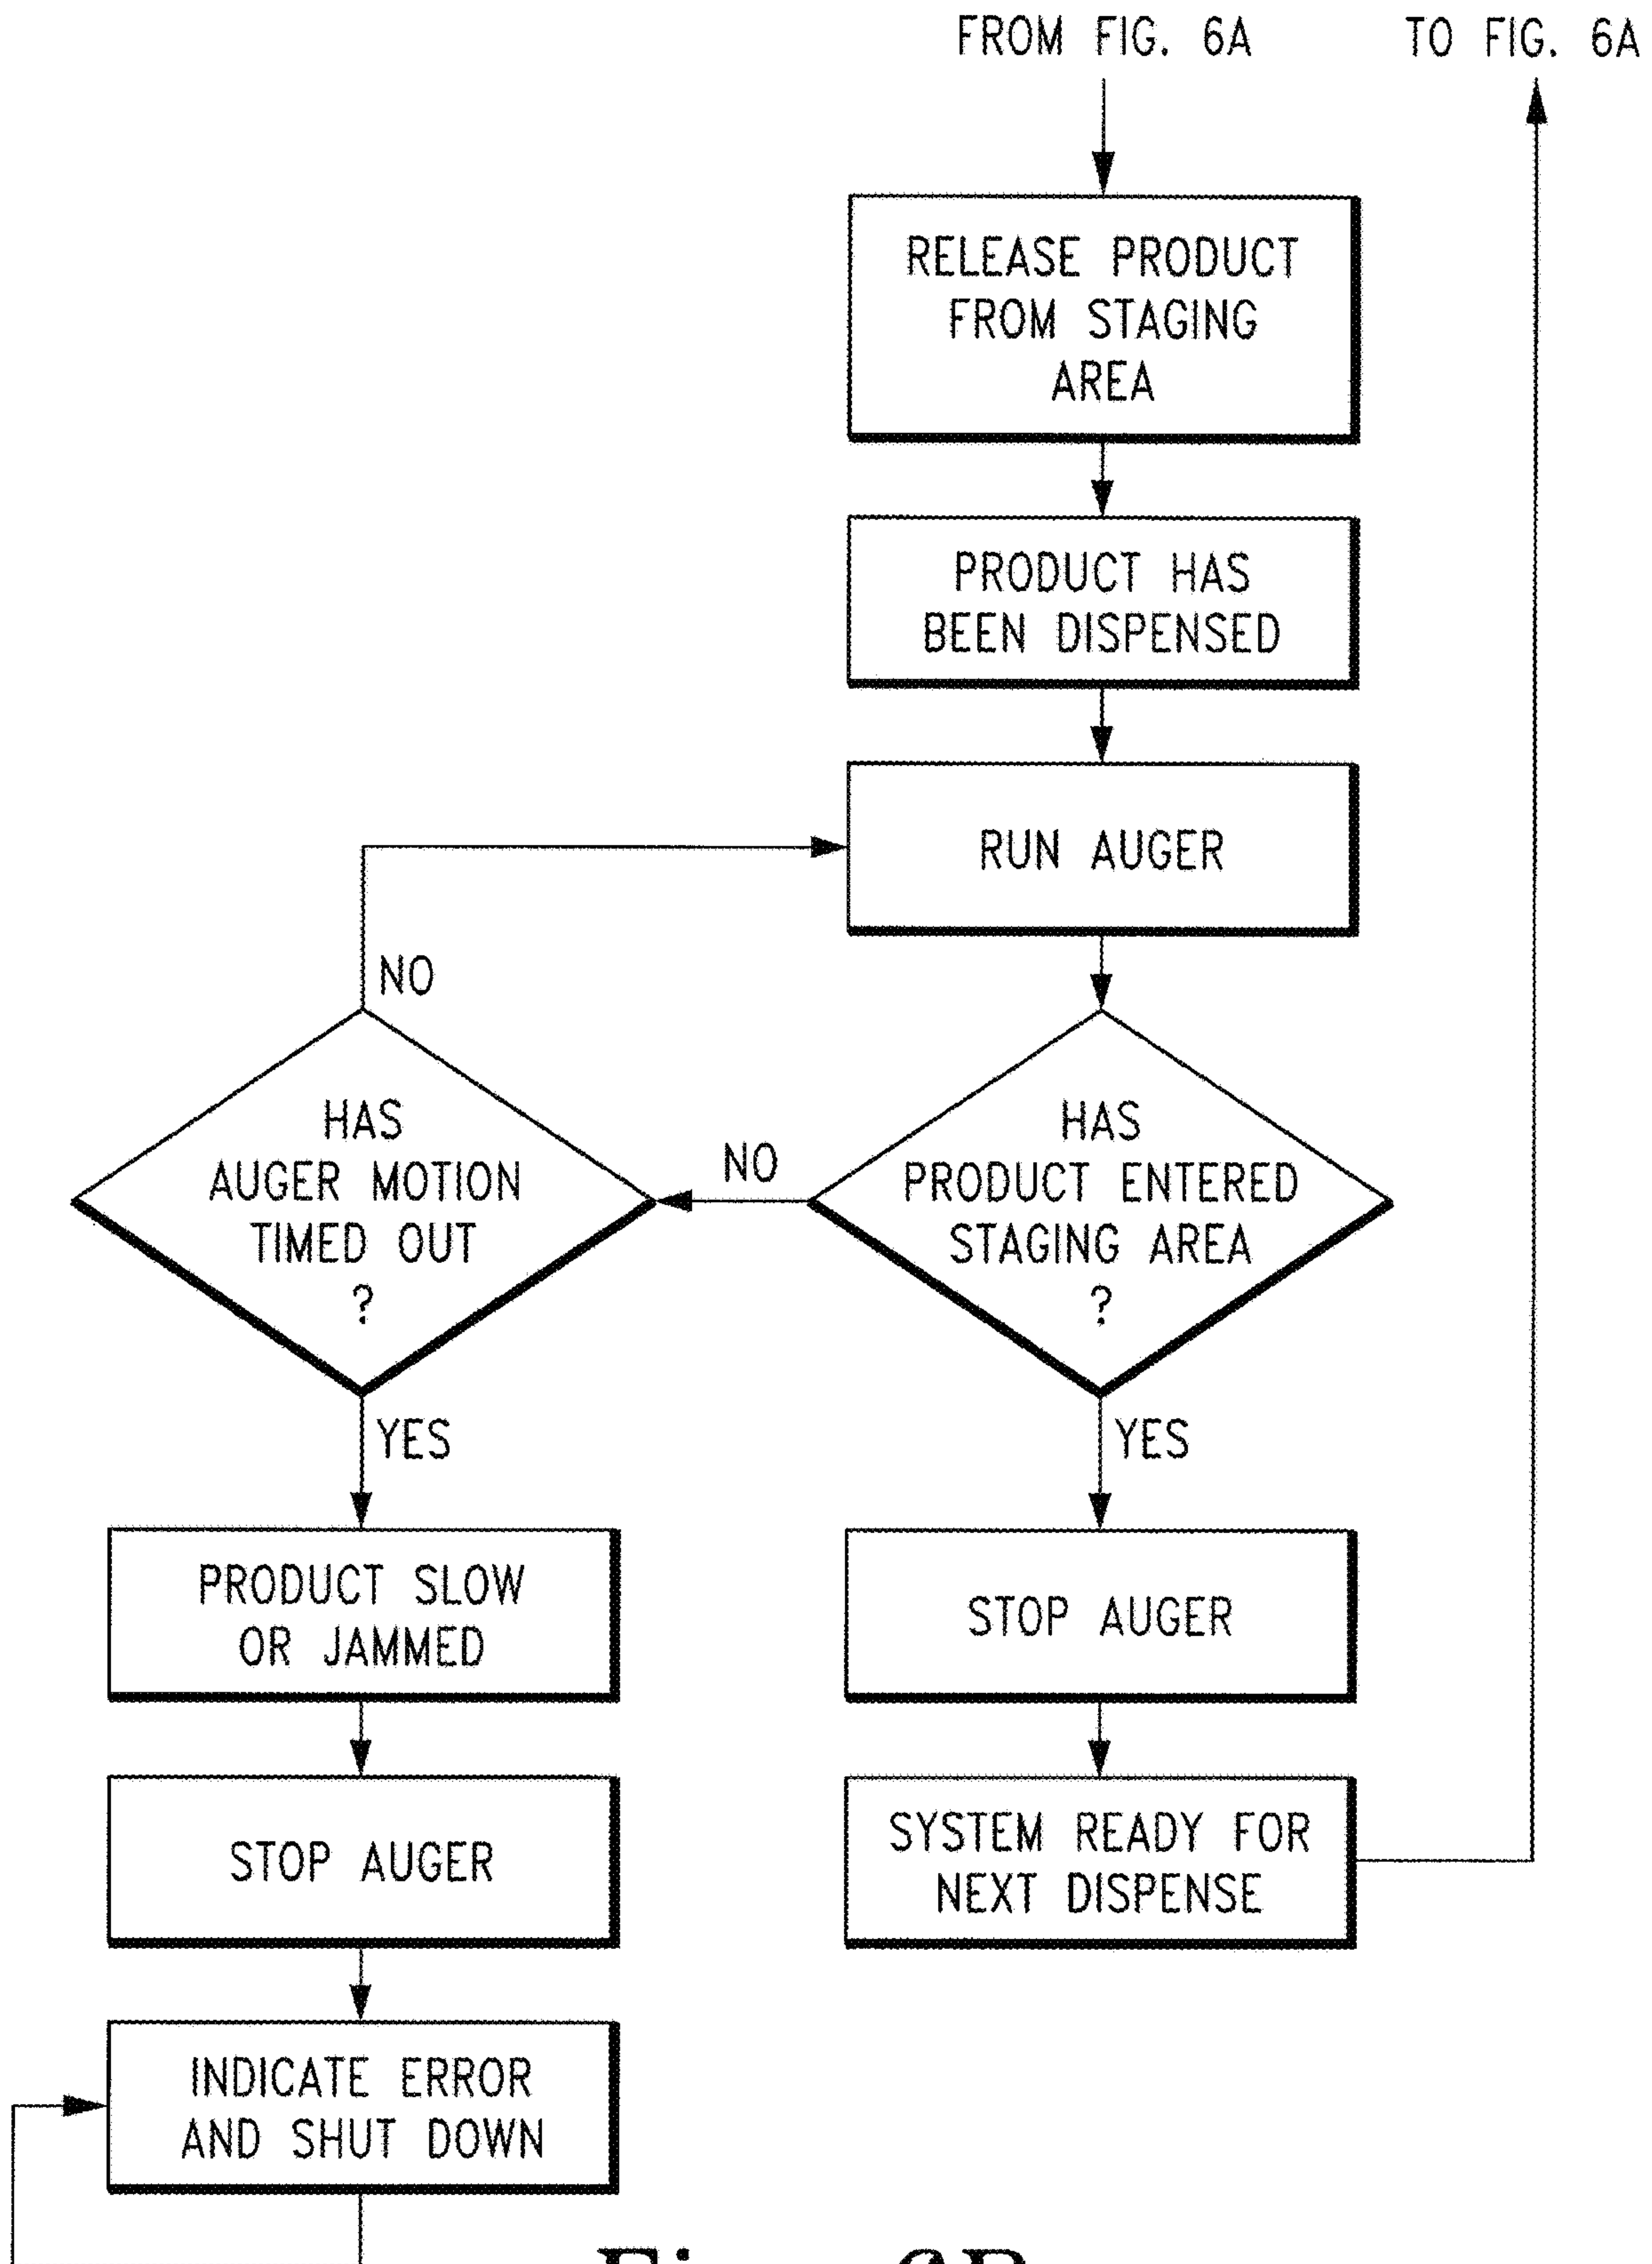 FROM FIG. 6A
TO FIG. 6A
RELEASE PRODUCT
FROM STAGING
AREA
PRODUCT HAS
BEEN DISPENSED
RUN AUGER
NO
HAS
AUGER MOTION
TIMED OUT
?
NO
HAS
PRODUCT ENTERED
STAGING AREA
?
YES
YES
PRODUCT SLOW
OR JAMMED
STOP AUGER
STOP AUGER
SYSTEM READY FOR
NEXT DISPENSE
INDICATE ERROR
AND SHUT DOWN